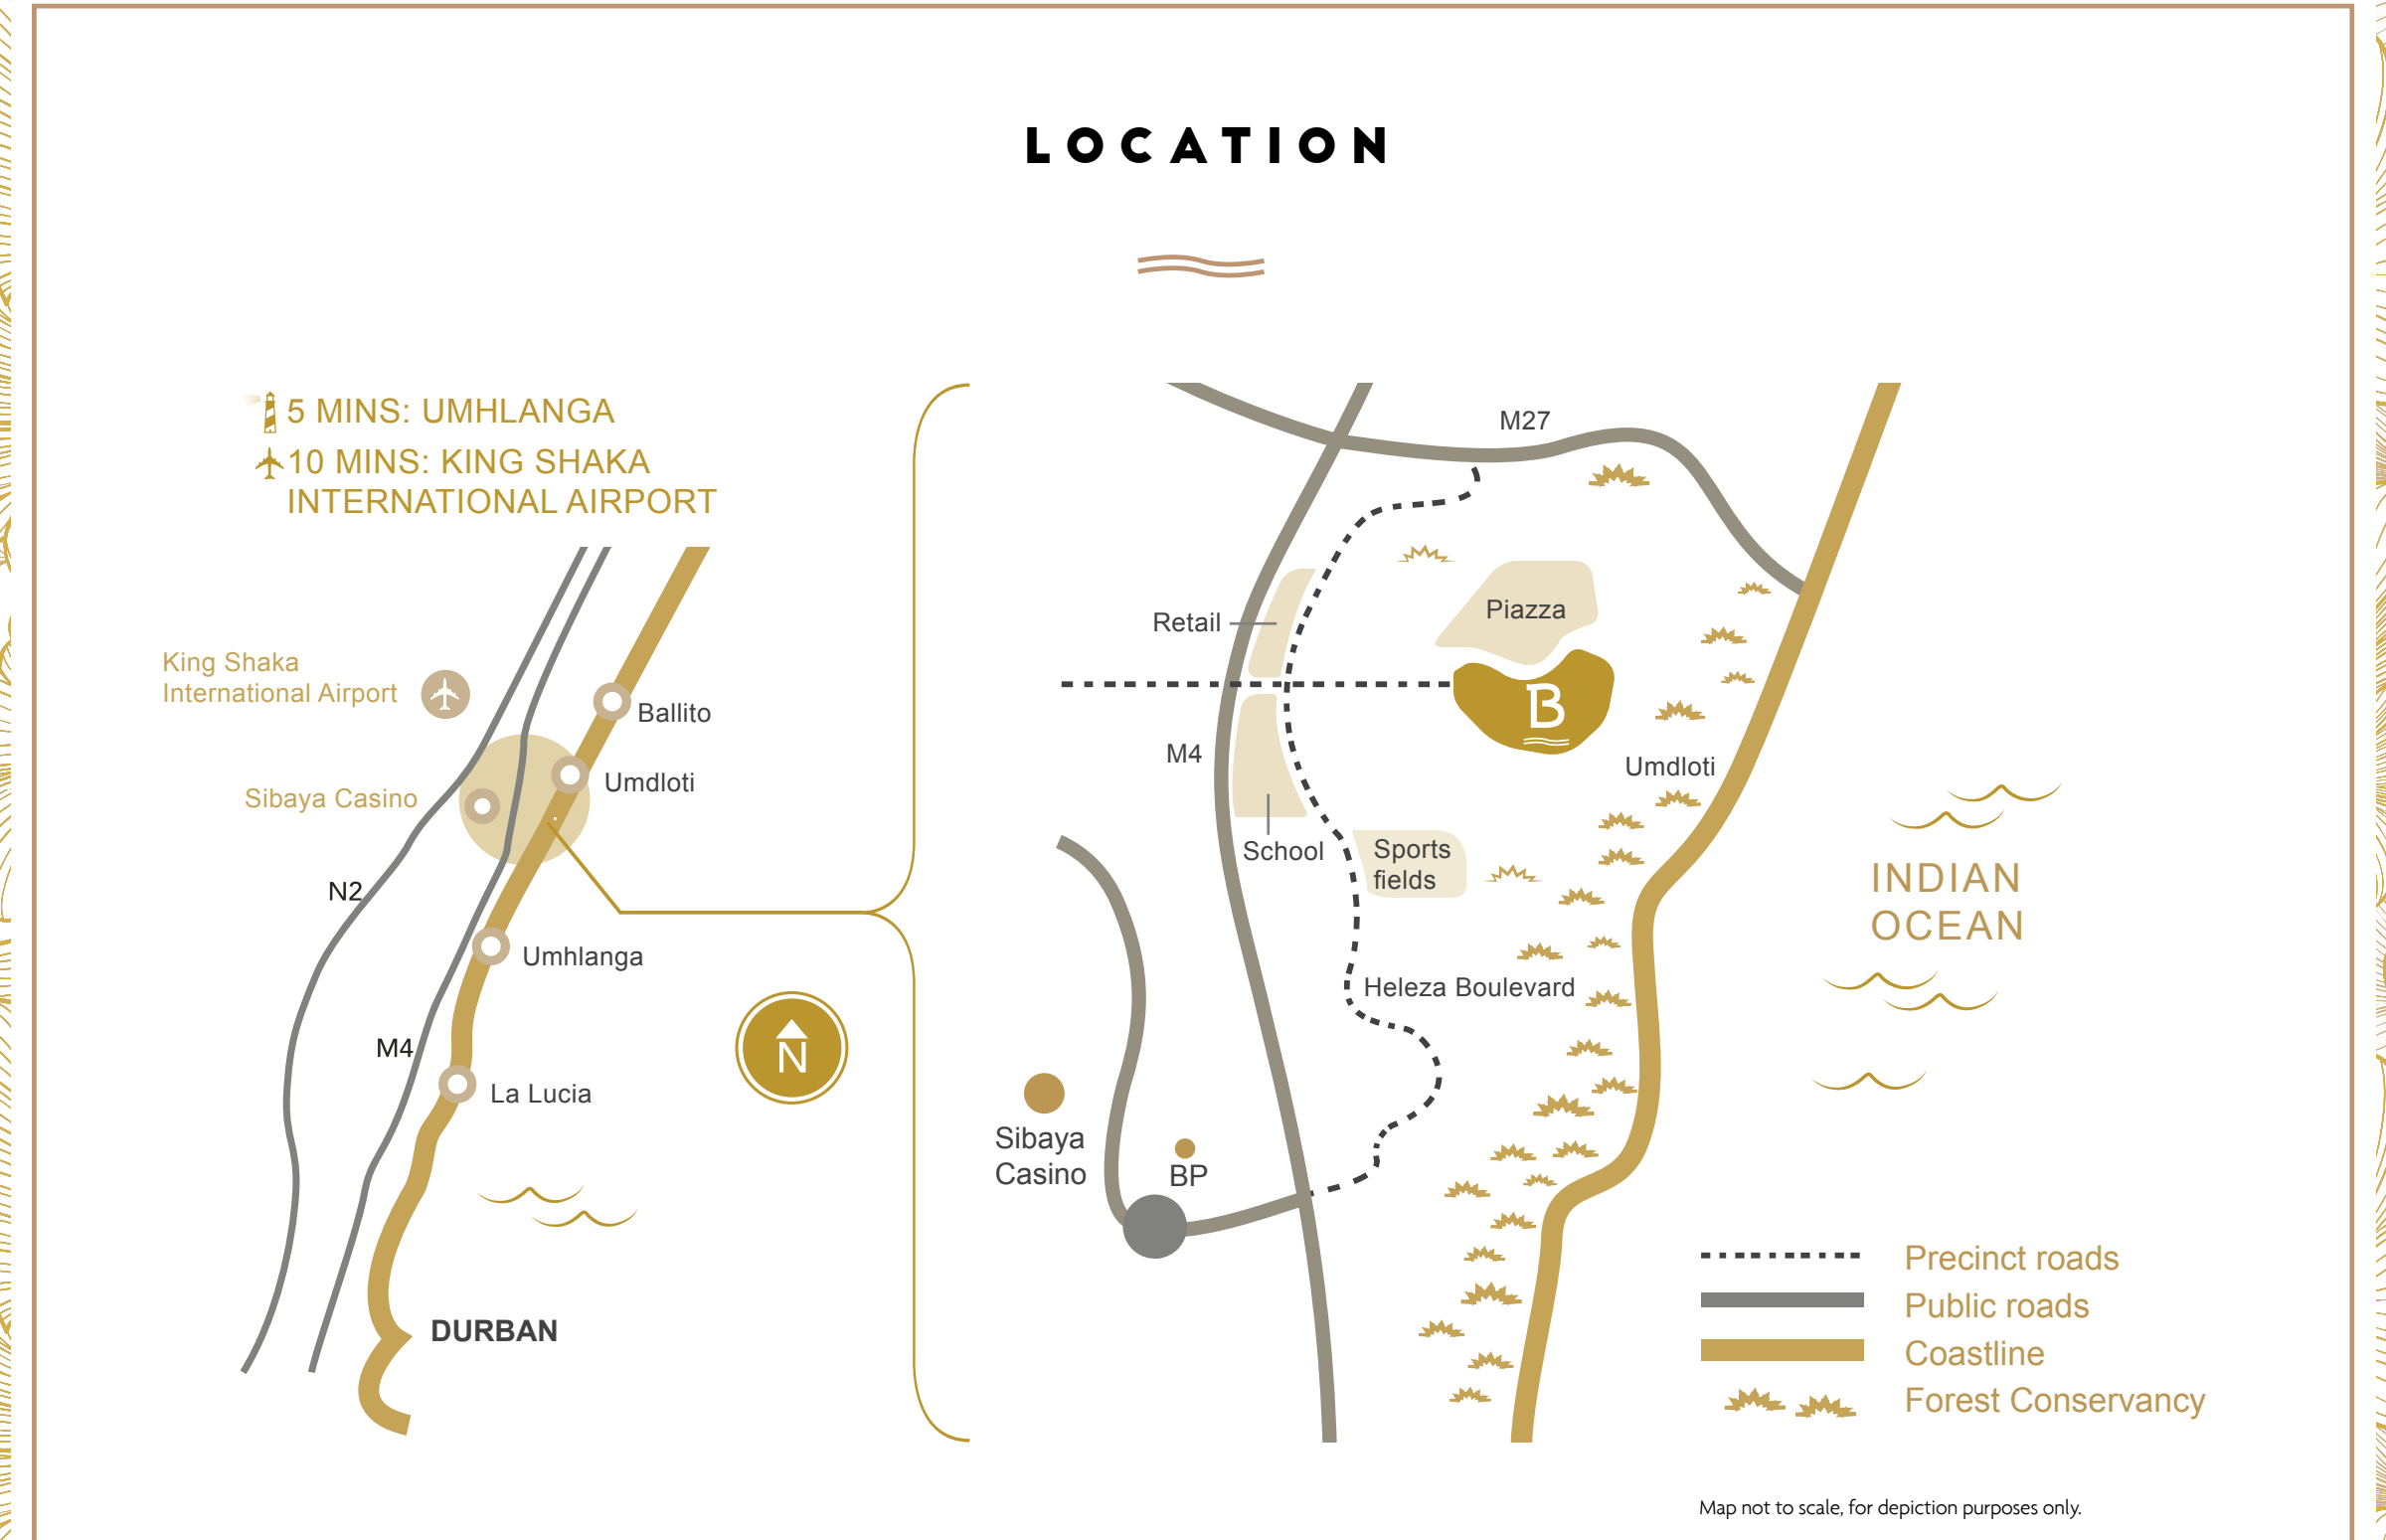 LOCATION
5 MINS: UMHLANGA
10 MINS: KING SHAKA
INTERNATIONAL AIRPORT
King Shaka
International Airport
Ballito
Umdloti
Sibaya Casino
N2
Umhlanga
M4
La Lucia
N
DURBAN
M27
Retail
Piazza
B
M4
Umdloti
School
Sports
fields
INDIAN
OCEAN
Heleza Boulevard
Sibaya
Casino
BP
Precinct roads
Public roads
Coastline
Forest Conservancy
Map not to scale, for depiction purposes only.